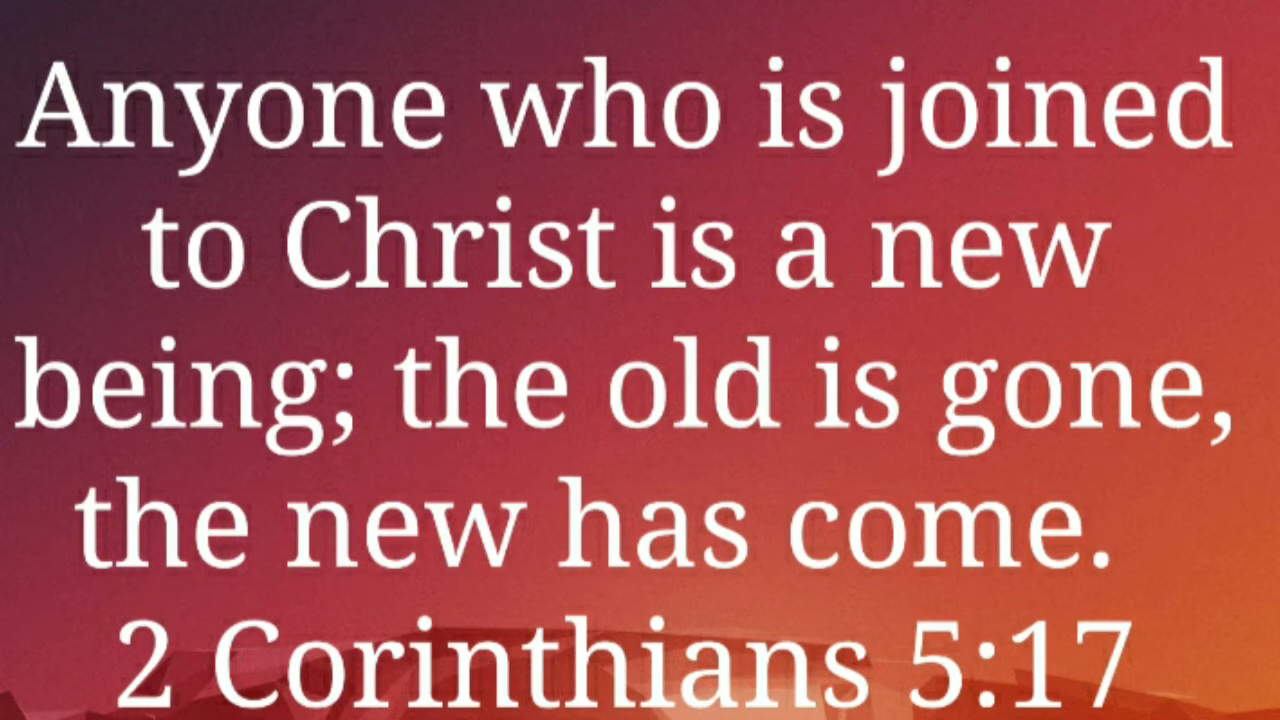 Anyone who is joined
to Christ is a new
being; the old is gone,
the new has come.
2 Corinthians 5:17